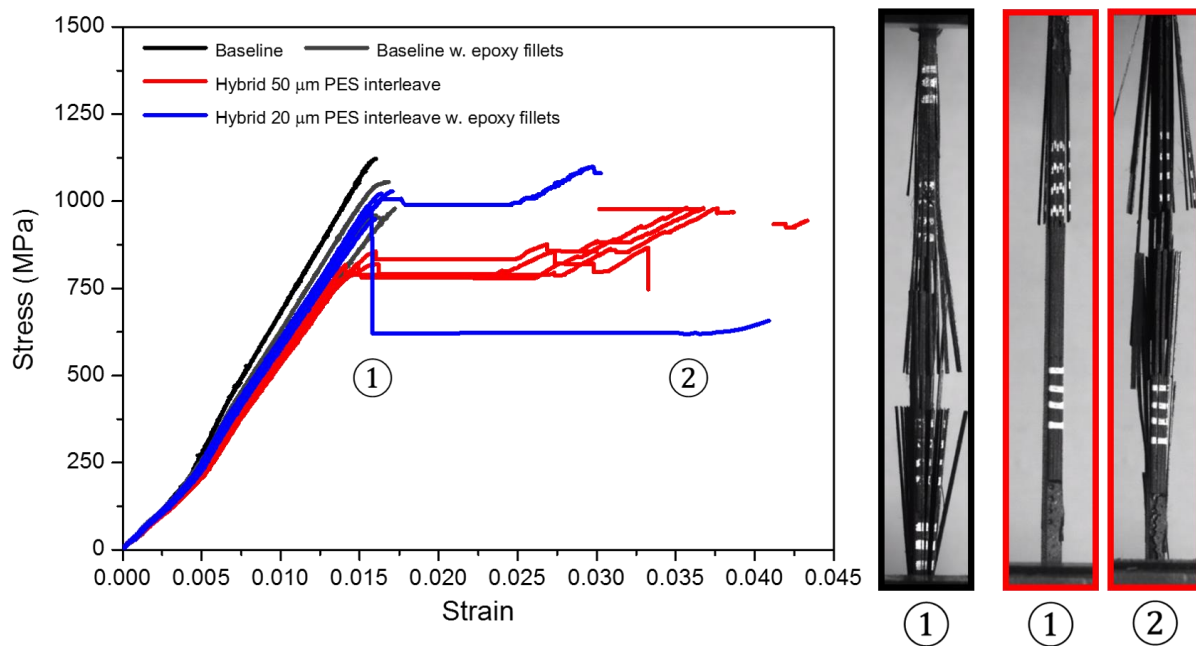 1500
1250
1000
750
500
250
0
Stress (MPa)
Baseline
Baseline w. epoxy fillets
Hybrid 50 μm PES interleave
Hybrid 20 μm PES interleave w. epoxy fillets
① ②
0.000 0.005 0.010 0.015 0.020 0.025 0.030 0.035 0.040 0.045
Strain
① ① ②